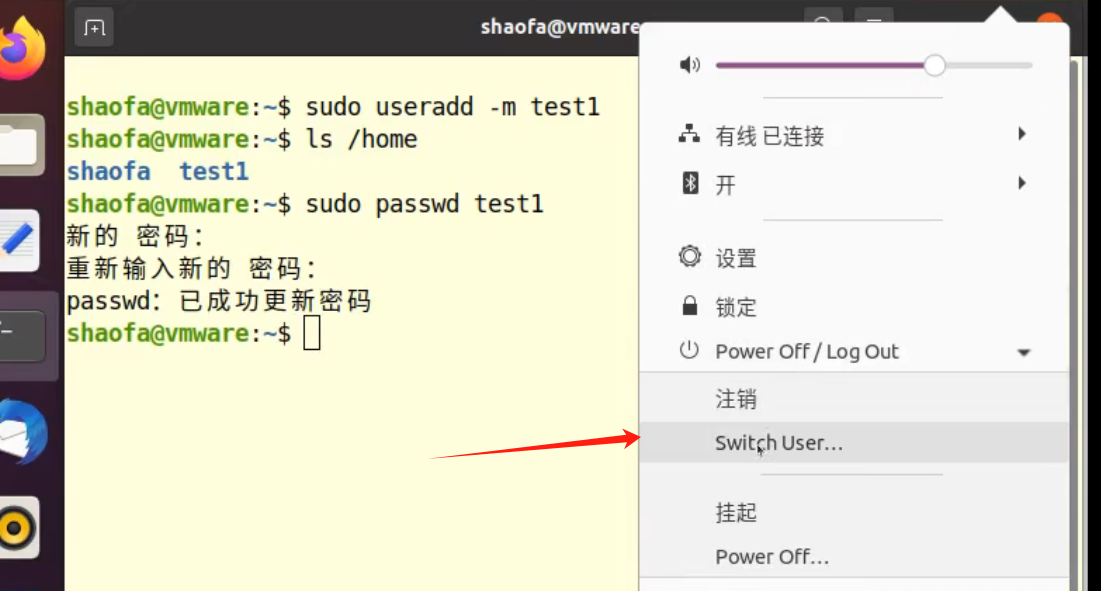 shaofa@vmware
shaofa@vmware:~$ sudo useradd -m test1
shaofa@vmware:~$ ls /home
shaofa  test1
shaofa@vmware:~$ sudo passwd test1
新的 密码：
重新输入新的 密码：
passwd：已成功更新密码
shaofa@vmware:~$
有线 已连接
开
设置
锁定
Power Off / Log Out
注销
Switch User...
挂起
Power Off...